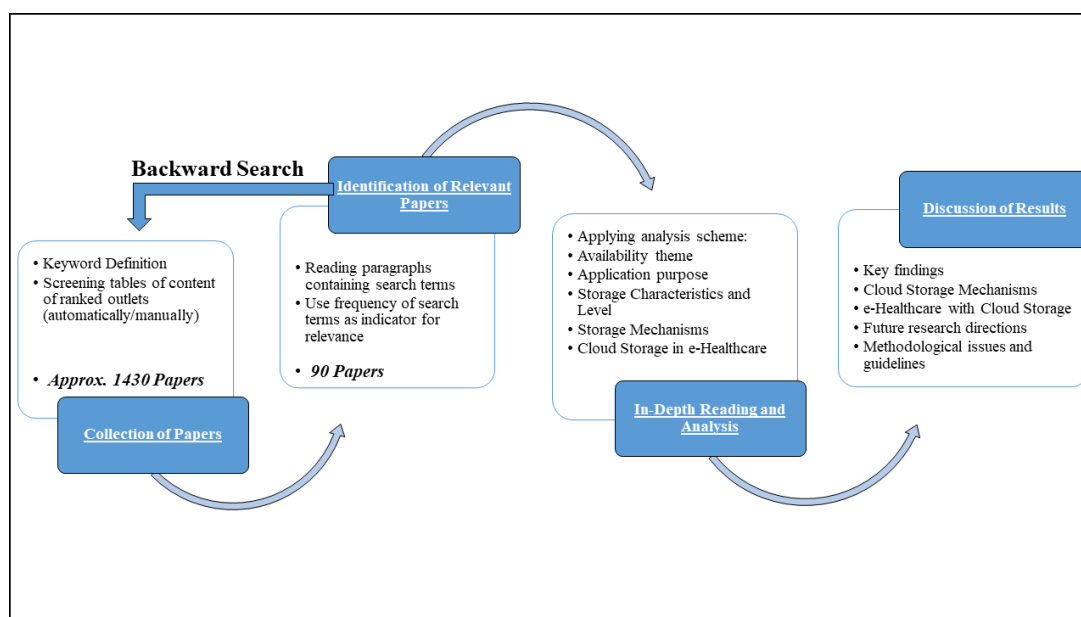 Backward Search
• Keyword Definition
• Screening tables of content
of ranked outlets
(automatically/manually)
• Approx. 1430 Papers
Collection of Papers
Identification of Relevant
Papers
• Reading paragraphs
containing search terms
• Use frequency of search
terms as indicator for
relevance
• 90 Papers
• Applying analysis scheme:
• Availability theme
• Application purpose
• Storage Characteristics and
Level
• Storage Mechanisms
• Cloud Storage in e-Healthcare
In-Depth Reading and
Analysis
Discussion of Results
• Key findings
• Cloud Storage Mechanisms
• e-Healthcare with Cloud Storage
• Future research directions
• Methodological issues and
guidelines